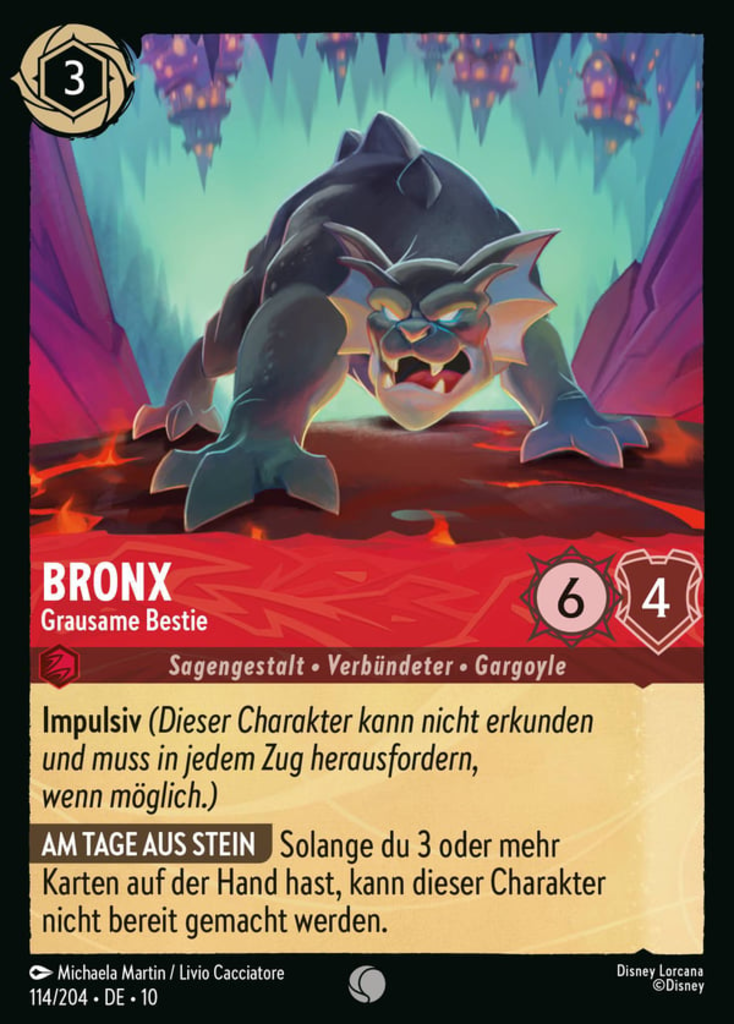 3
BRONX
Grausame Bestie
6
4
Sagengestalt • Verbündeter • Gargoyle
Impulsiv (Dieser Charakter kann nicht erkunden
und muss in jedem Zug herausfordern,
wenn möglich.)
AM TAGE AUS STEIN Solange du 3 oder mehr
Karten auf der Hand hast, kann dieser Charakter
nicht bereit gemacht werden.
Michaela Martin / Livio Cacciatore
114/204 • DE • 10
Disney Lorcana
©Disney